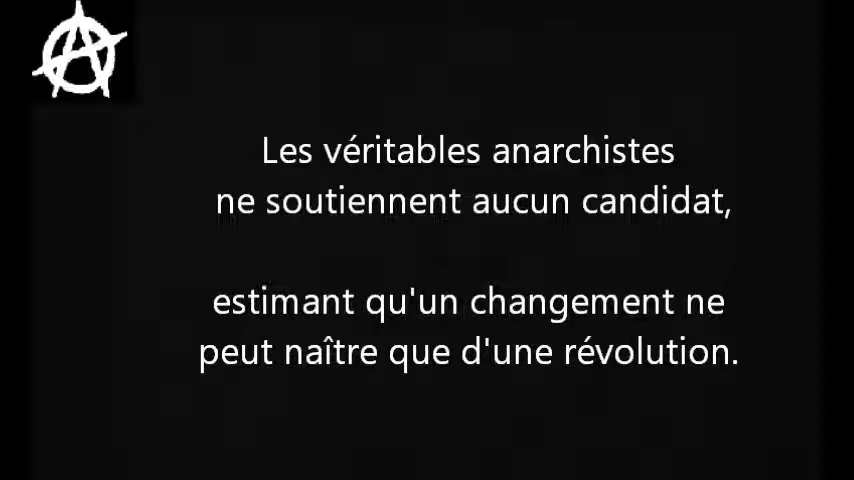 Les véritables anarchistes
ne soutiennent aucun candidat,
estimant qu'un changement ne
peut naître que d'une révolution.